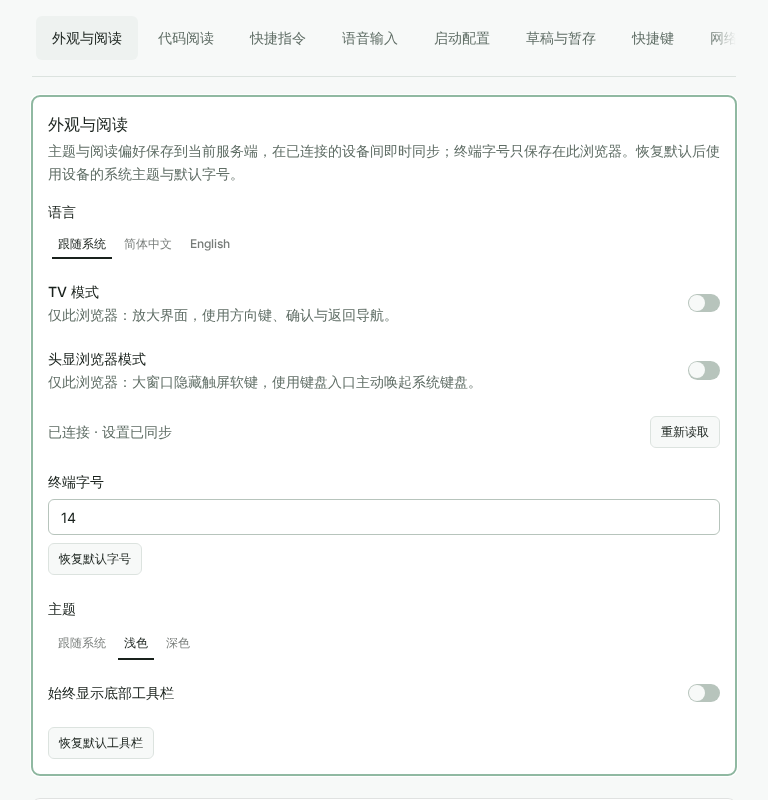 外观与阅读 代码阅读 快捷指令 语音输入 启动配置 草稿与暂存 快捷键 网络
外观与阅读
主题与阅读偏好保存到当前服务端，在已连接的设备间即时同步；终端字号只保存在此浏览器。恢复默认后使
用设备的系统主题与默认字号。
语言
跟随系统 简体中文 English
TV 模式
仅此浏览器：放大界面，使用方向键、确认与返回导航。
头显浏览器模式
仅此浏览器：大窗口隐藏触屏软键，使用键盘入口主动唤起系统键盘。
已连接 · 设置已同步 重新读取
终端字号
14
恢复默认字号
主题
跟随系统 浅色 深色
始终显示底部工具栏
恢复默认工具栏